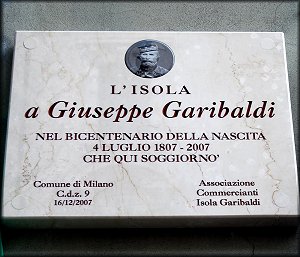 L'ISOLA
a Giuseppe Garibaldi
NEL BICENTENARIO DELLA NASCITA
4 LUGLIO 1807 - 2007
CHE QUI SOGGIORNO'
Comune di Milano
C.d.z. 9
16/12/2007
Associazione
Commercianti
Isola Garibaldi